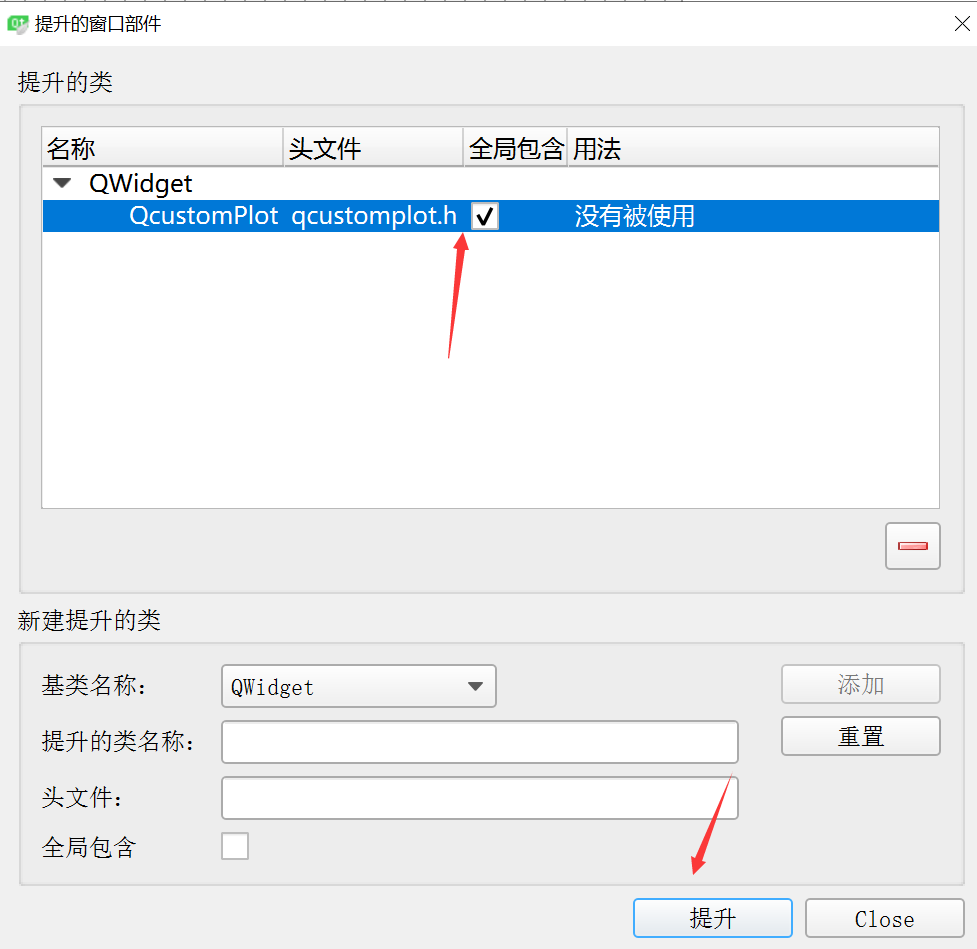 提升的窗口部件
提升的类
名称 头文件 全局包含 用法
QWidget
QcustomPlot qcustomplot.h 没有被使用
新建提升的类
基类名称： QWidget 添加
提升的类名称： 重置
头文件：
全局包含
提升 Close